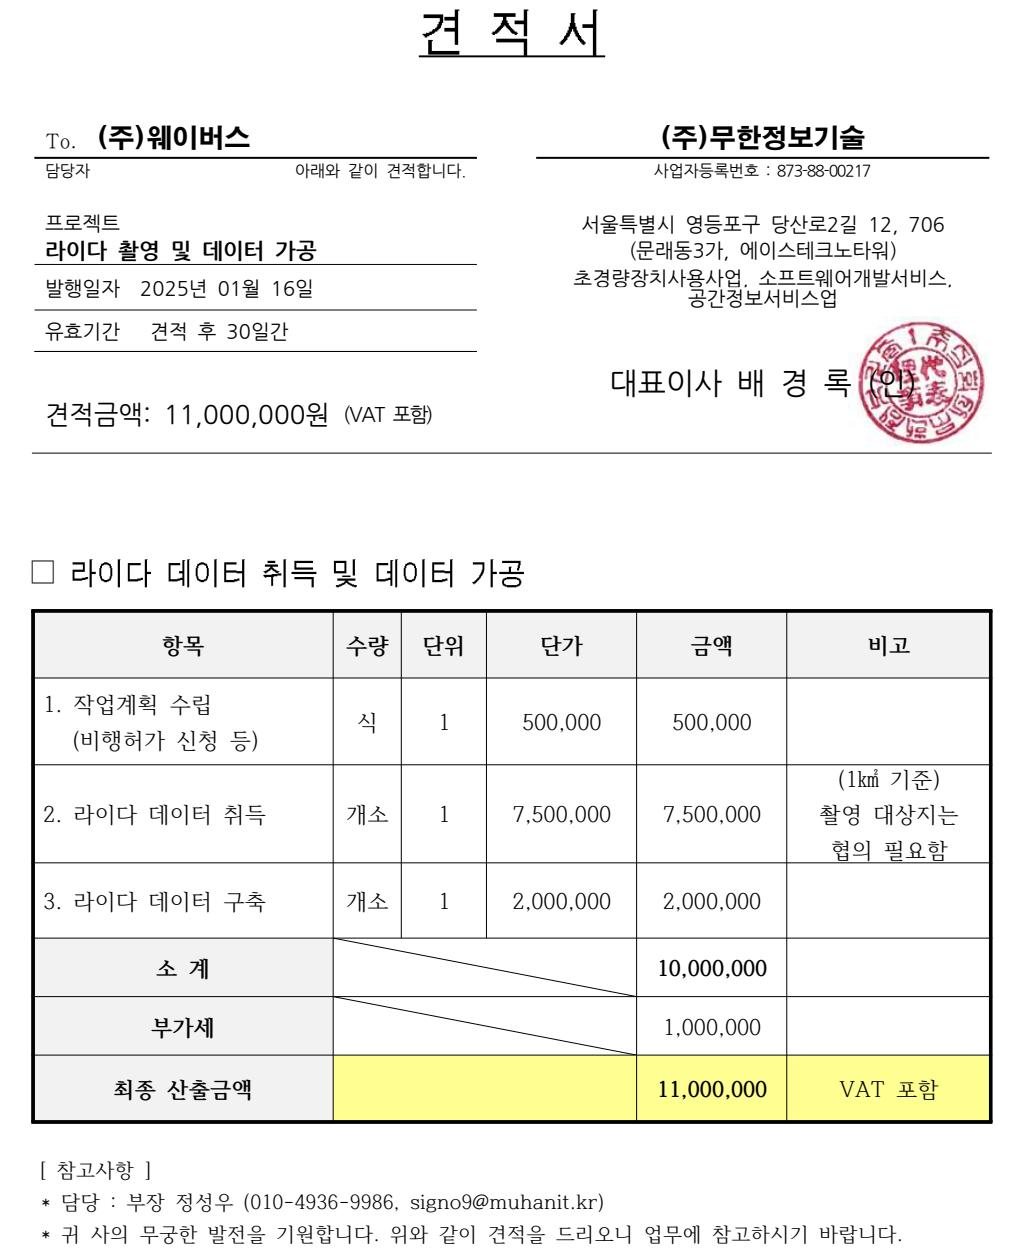 견 적 서
To. (주)웨이버스
담당자 아래와 같이 견적합니다.
프로젝트
라이다 촬영 및 데이터 가공
발행일자 2025년 01월 16일
유효기간 견적 후 30일간
견적금액: 11,000,000원 (VAT 포함)
(주)무한정보기술
사업자등록번호 : 873-88-00217
서울특별시 영등포구 당산로2길 12, 706
(문래동3가, 에이스테크노타워)
초경량장치사용사업, 소프트웨어개발서비스,
공간정보서비스업
대표이사 배 경 록 (인)
□ 라이다 데이터 취득 및 데이터 가공
항목 수량 단위 단가 금액 비고
1. 작업계획 수립
(비행허가 신청 등) 식 1 500,000 500,000
2. 라이다 데이터 취득 개소 1 7,500,000 7,500,000 (1㎢ 기준)
촬영 대상지는
협의 필요함
3. 라이다 데이터 구축 개소 1 2,000,000 2,000,000
소 계 10,000,000
부가세 1,000,000
최종 산출금액 11,000,000 VAT 포함
[ 참고사항 ]
* 담당 : 부장 정성우 (010-4936-9986, signo9@muhanit.kr)
* 귀 사의 무궁한 발전을 기원합니다. 위와 같이 견적을 드리오니 업무에 참고하시기 바랍니다.